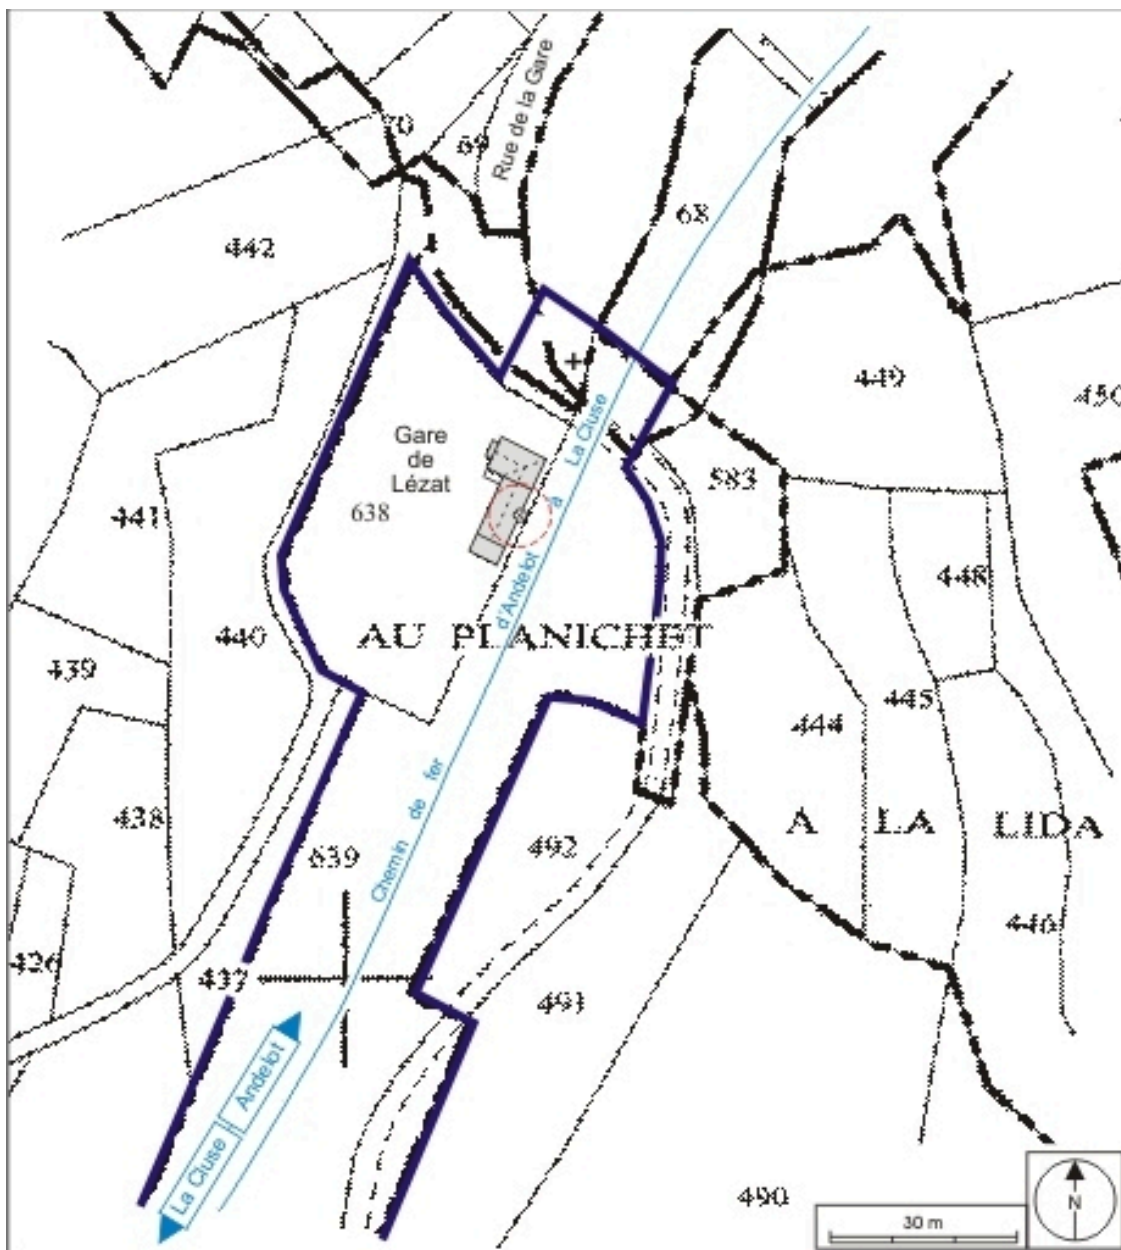 70
69
Rue de la Gare
68
442
449
450
La Cluse
Gare
de
Lézat
638
583
441
à
448
d'Andelot
440
AU PLANICHET
439
445
444
Chemin de fer
438
A LA LIDA
639
492
446
426
437
491
Andelot
La Cluse
490
30 m
N